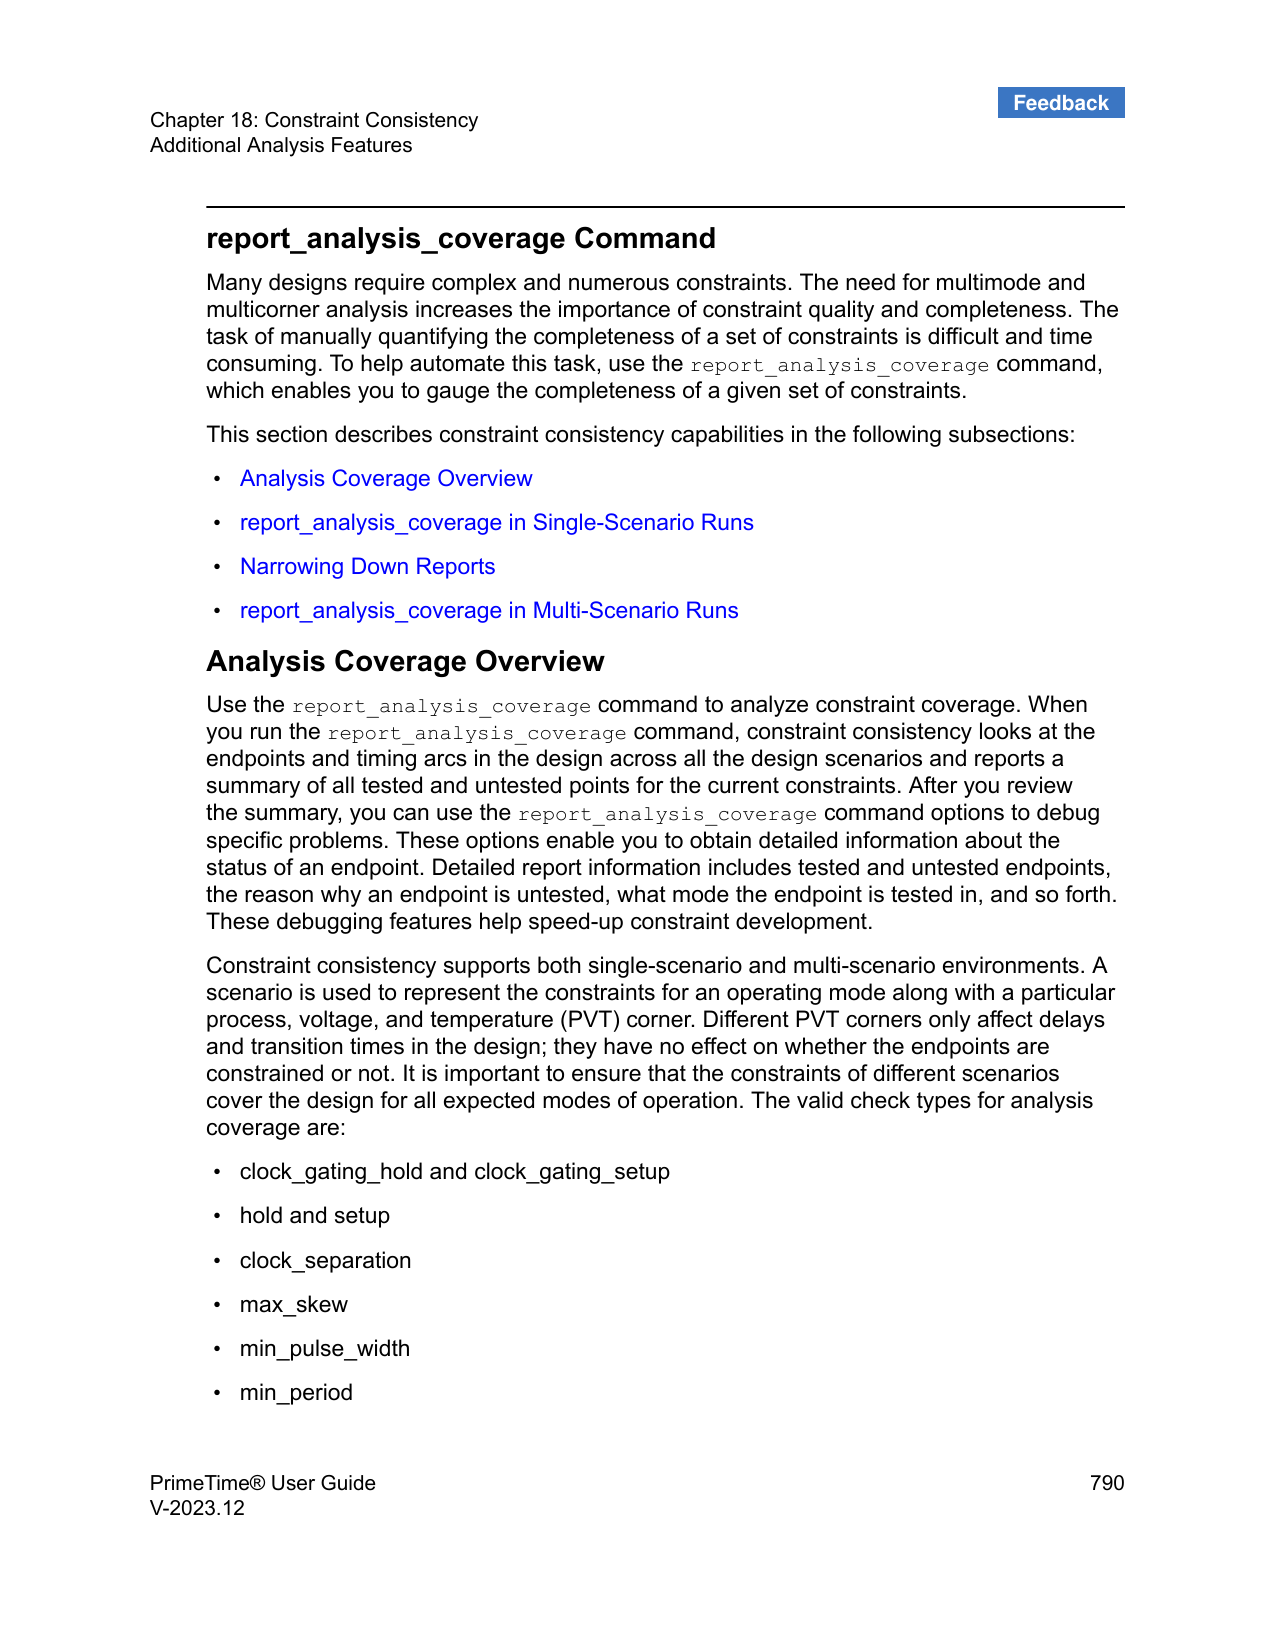 Feedback
Chapter 18: Constraint Consistency
Additional Analysis Features
report_analysis_coverage Command
Many designs require complex and numerous constraints. The need for multimode and
multicorner analysis increases the importance of constraint quality and completeness. The
task of manually quantifying the completeness of a set of constraints is difficult and time
consuming. To help automate this task, use the report_analysis_coverage command,
which enables you to gauge the completeness of a given set of constraints.
This section describes constraint consistency capabilities in the following subsections:
• Analysis Coverage Overview
• report_analysis_coverage in Single-Scenario Runs
• Narrowing Down Reports
• report_analysis_coverage in Multi-Scenario Runs
Analysis Coverage Overview
Use the report_analysis_coverage command to analyze constraint coverage. When
you run the report_analysis_coverage command, constraint consistency looks at the
endpoints and timing arcs in the design across all the design scenarios and reports a
summary of all tested and untested points for the current constraints. After you review
the summary, you can use the report_analysis_coverage command options to debug
specific problems. These options enable you to obtain detailed information about the
status of an endpoint. Detailed report information includes tested and untested endpoints,
the reason why an endpoint is untested, what mode the endpoint is tested in, and so forth.
These debugging features help speed-up constraint development.
Constraint consistency supports both single-scenario and multi-scenario environments. A
scenario is used to represent the constraints for an operating mode along with a particular
process, voltage, and temperature (PVT) corner. Different PVT corners only affect delays
and transition times in the design; they have no effect on whether the endpoints are
constrained or not. It is important to ensure that the constraints of different scenarios
cover the design for all expected modes of operation. The valid check types for analysis
coverage are:
• clock_gating_hold and clock_gating_setup
• hold and setup
• clock_separation
• max_skew
• min_pulse_width
• min_period
PrimeTime® User Guide
790
V-2023.12